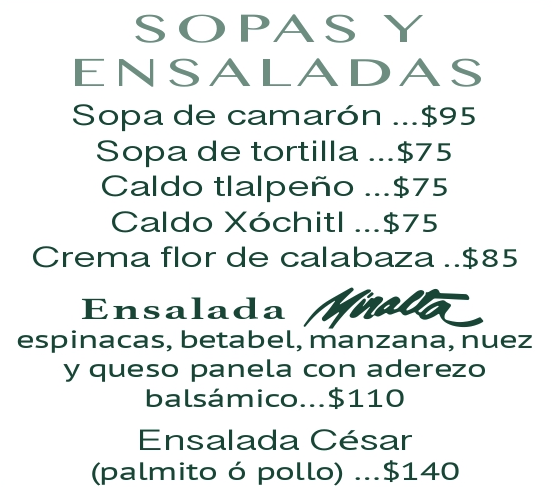 SOPAS Y
ENSALADAS
Sopa de camarón ...$95
Sopa de tortilla ...$75
Caldo tlalpeño ...$75
Caldo Xóchitl ...$75
Crema flor de calabaza ..$85
Ensalada Miralta
espinacas, betabel, manzana, nuez
y queso panela con aderezo
balsámico...$110
Ensalada César
(palmito ó pollo) ...$140